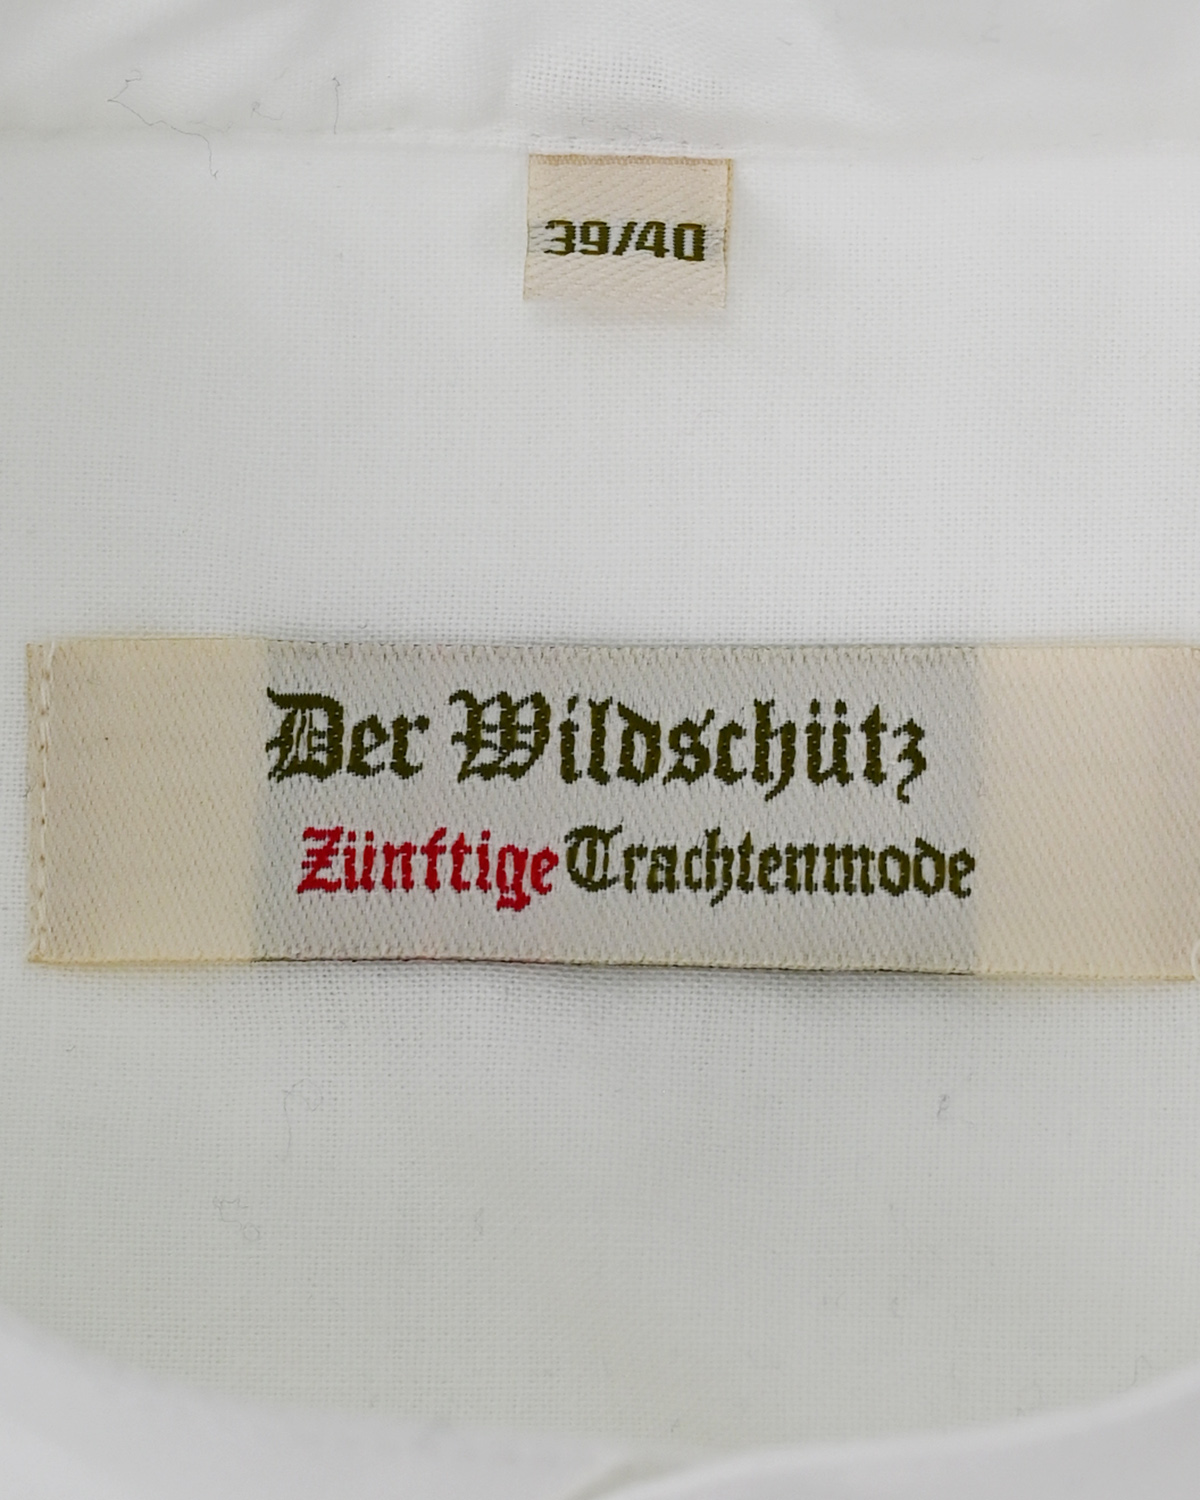 39/40
Der Wildschütz
Zünftige Trachtenmode